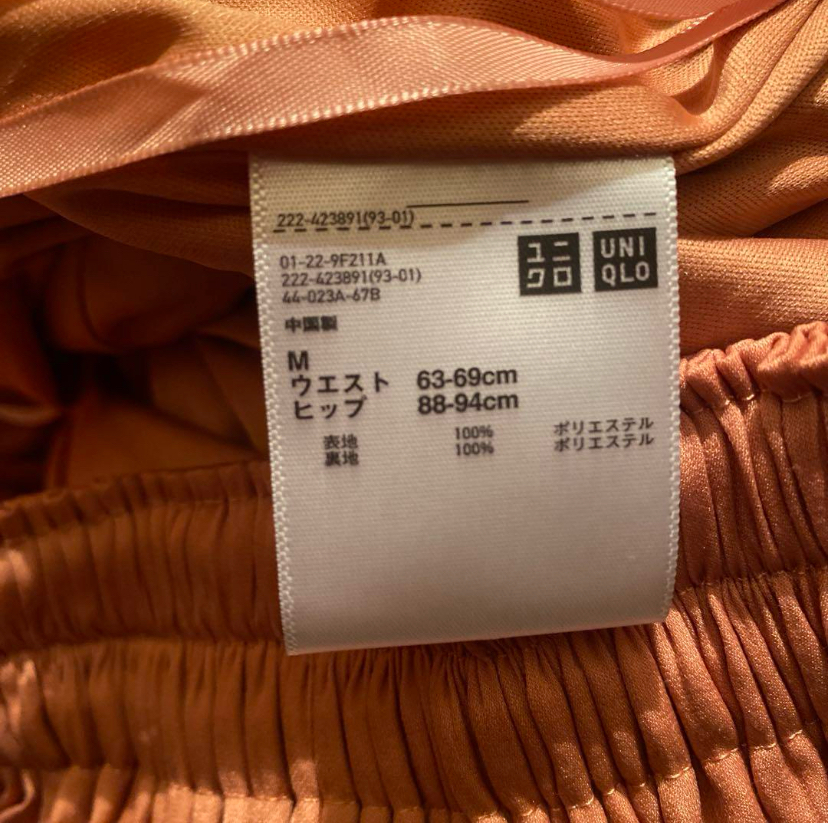 222-423891(93-01)
01-22-9F211A
222-423891(93-01)
44-023A-67B
ユニ
クロ
UNI
QLO
中国製
M
ウエスト 63-69cm
ヒップ 88-94cm
表地 100% ポリエステル
裏地 100% ポリエステル